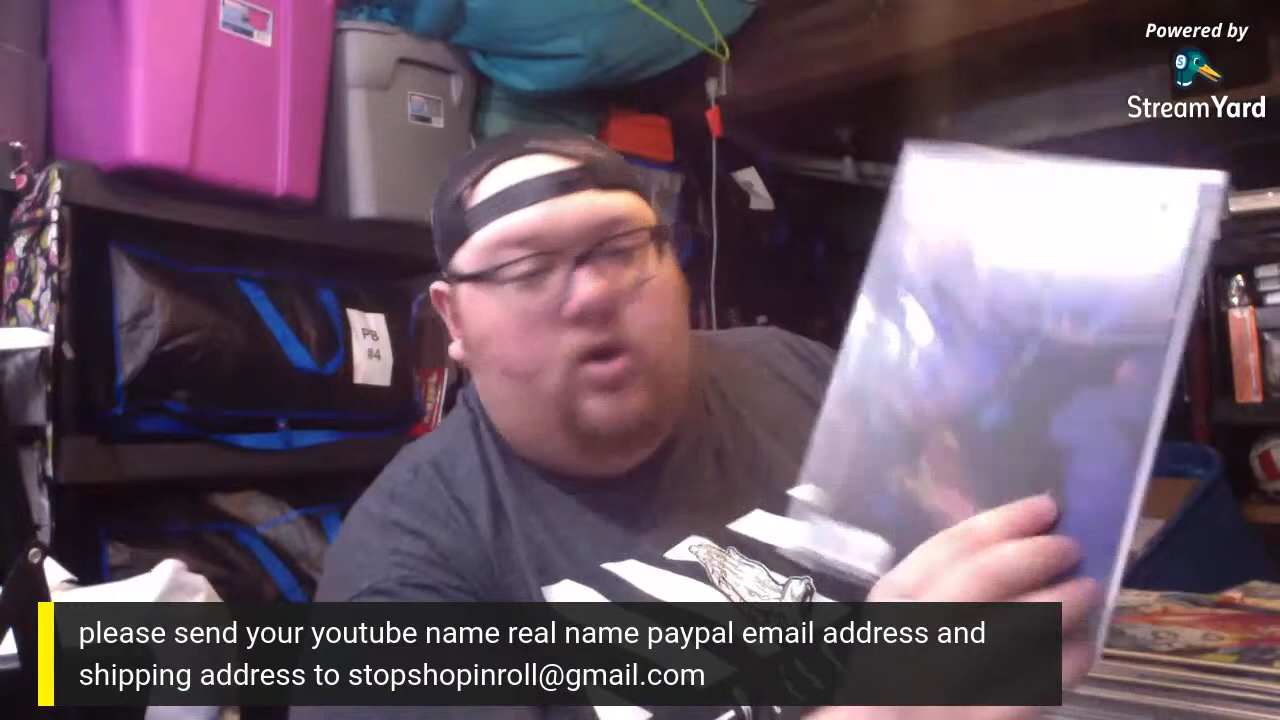 Powered by
StreamYard
PB
#4
please send your youtube name real name paypal email address and
shipping address to stopshopinroll@gmail.com